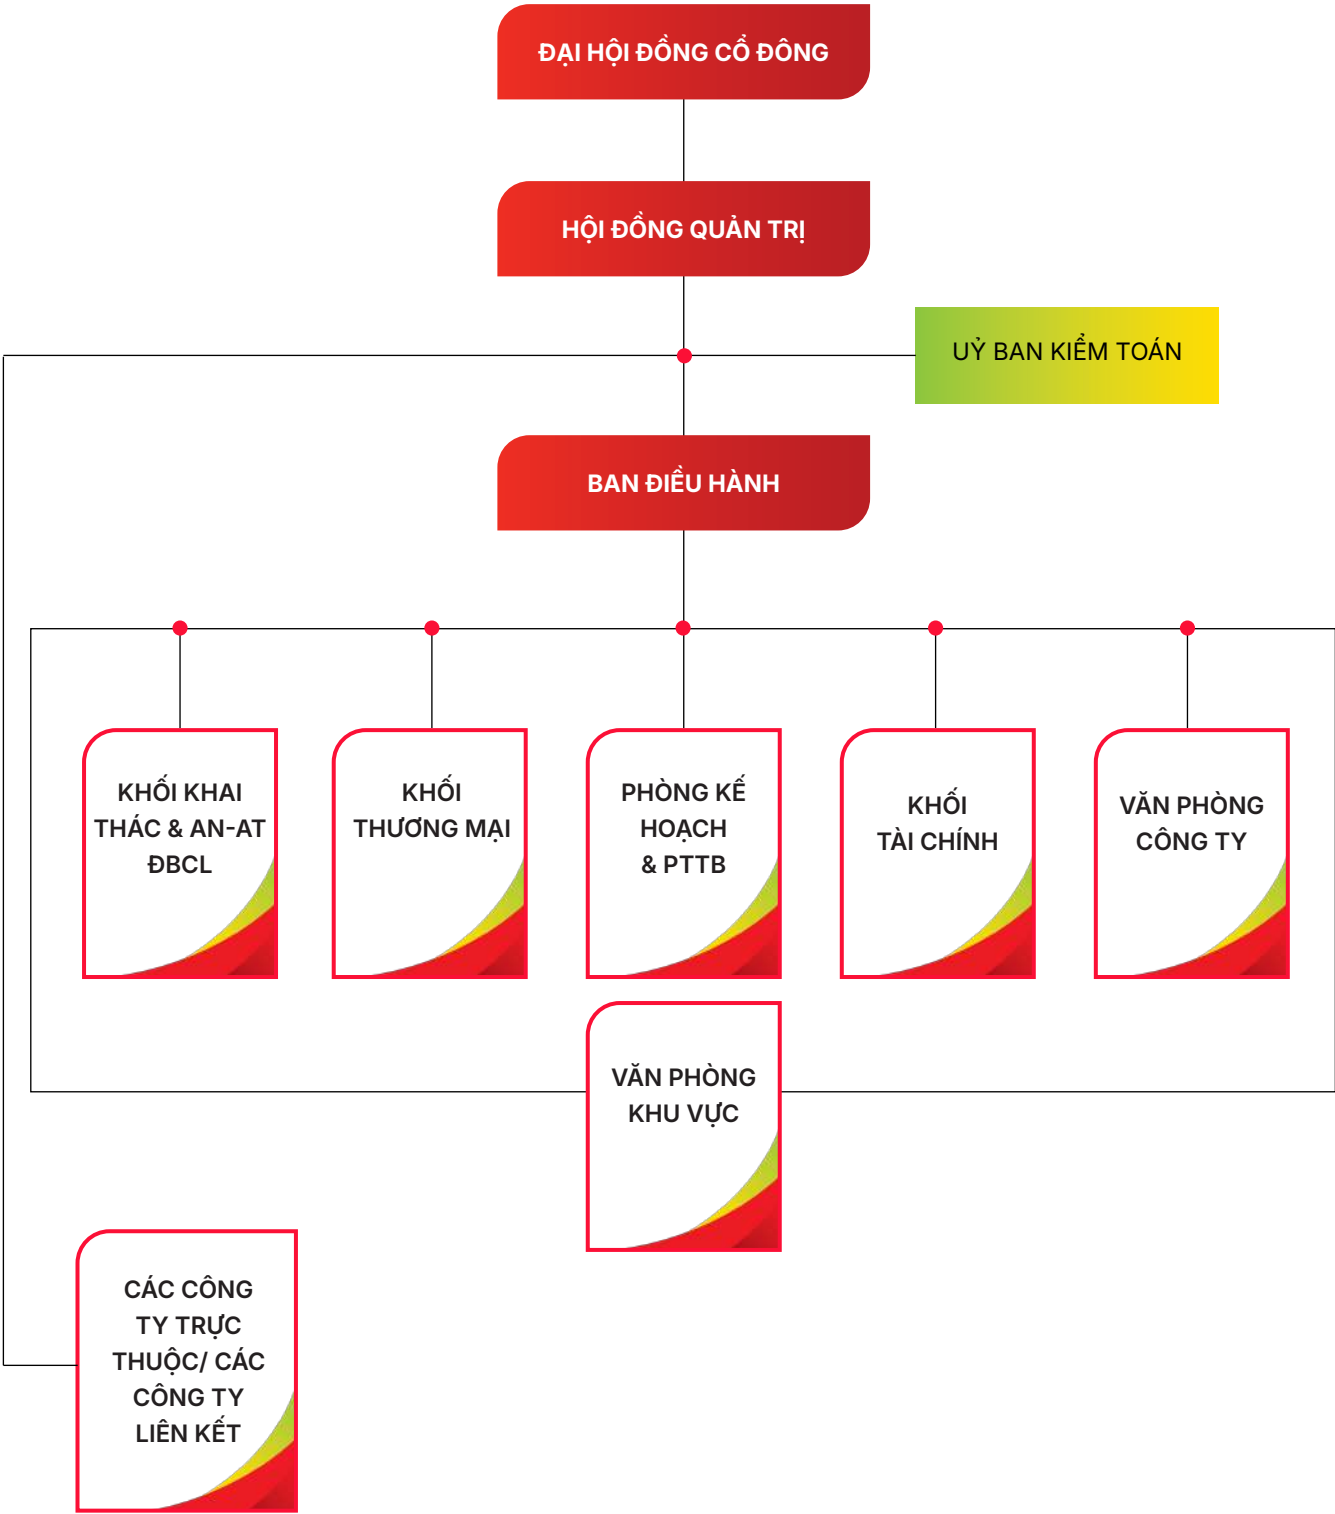 ĐẠI HỘI ĐỒNG CỔ ĐÔNG
HỘI ĐỒNG QUẢN TRỊ
UỶ BAN KIỂM TOÁN
BAN ĐIỀU HÀNH
KHỐI KHAI
THÁC & AN-AT
ĐBCL
KHỐI
THƯƠNG MẠI
PHÒNG KẾ
HOẠCH
& PTTB
KHỐI
TÀI CHÍNH
VĂN PHÒNG
CÔNG TY
VĂN PHÒNG
KHU VỰC
CÁC CÔNG
TY TRỰC
THUỘC/ CÁC
CÔNG TY
LIÊN KẾT